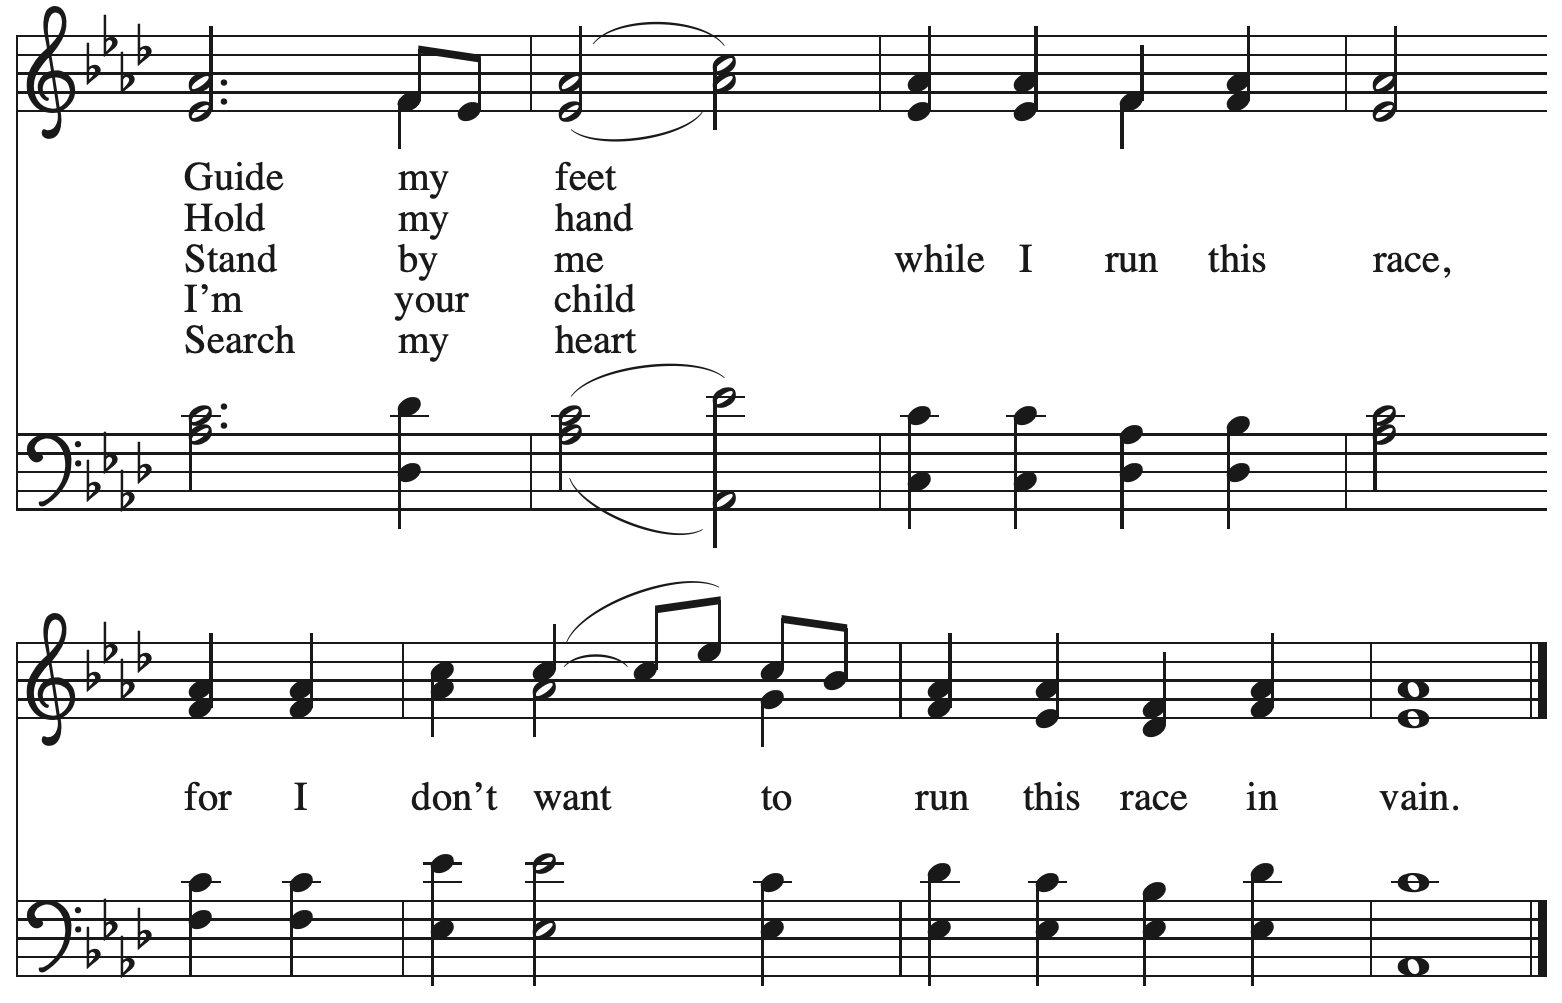 Guide my feet
Hold my hand
Stand by me while I run this race,
I’m your child
Search my heart
for I don’t want to run this race in vain.